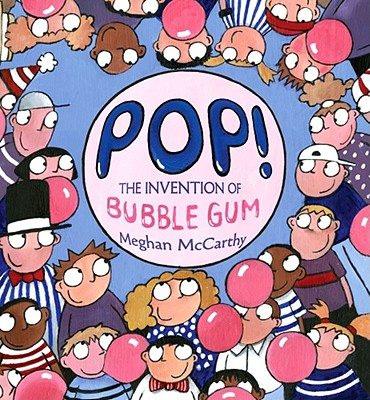 POP!
THE INVENTION OF
BUBBLE GUM
Meghan McCarthy